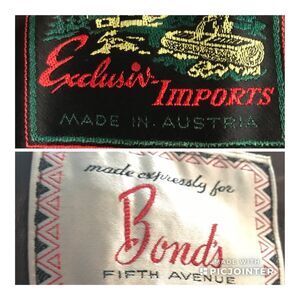 Exclusiv
IMPORTS
MADE IN AUSTRIA
made expressly for
Bonds
FIFTH AVENUE
MADE WITH
PICJOINTER